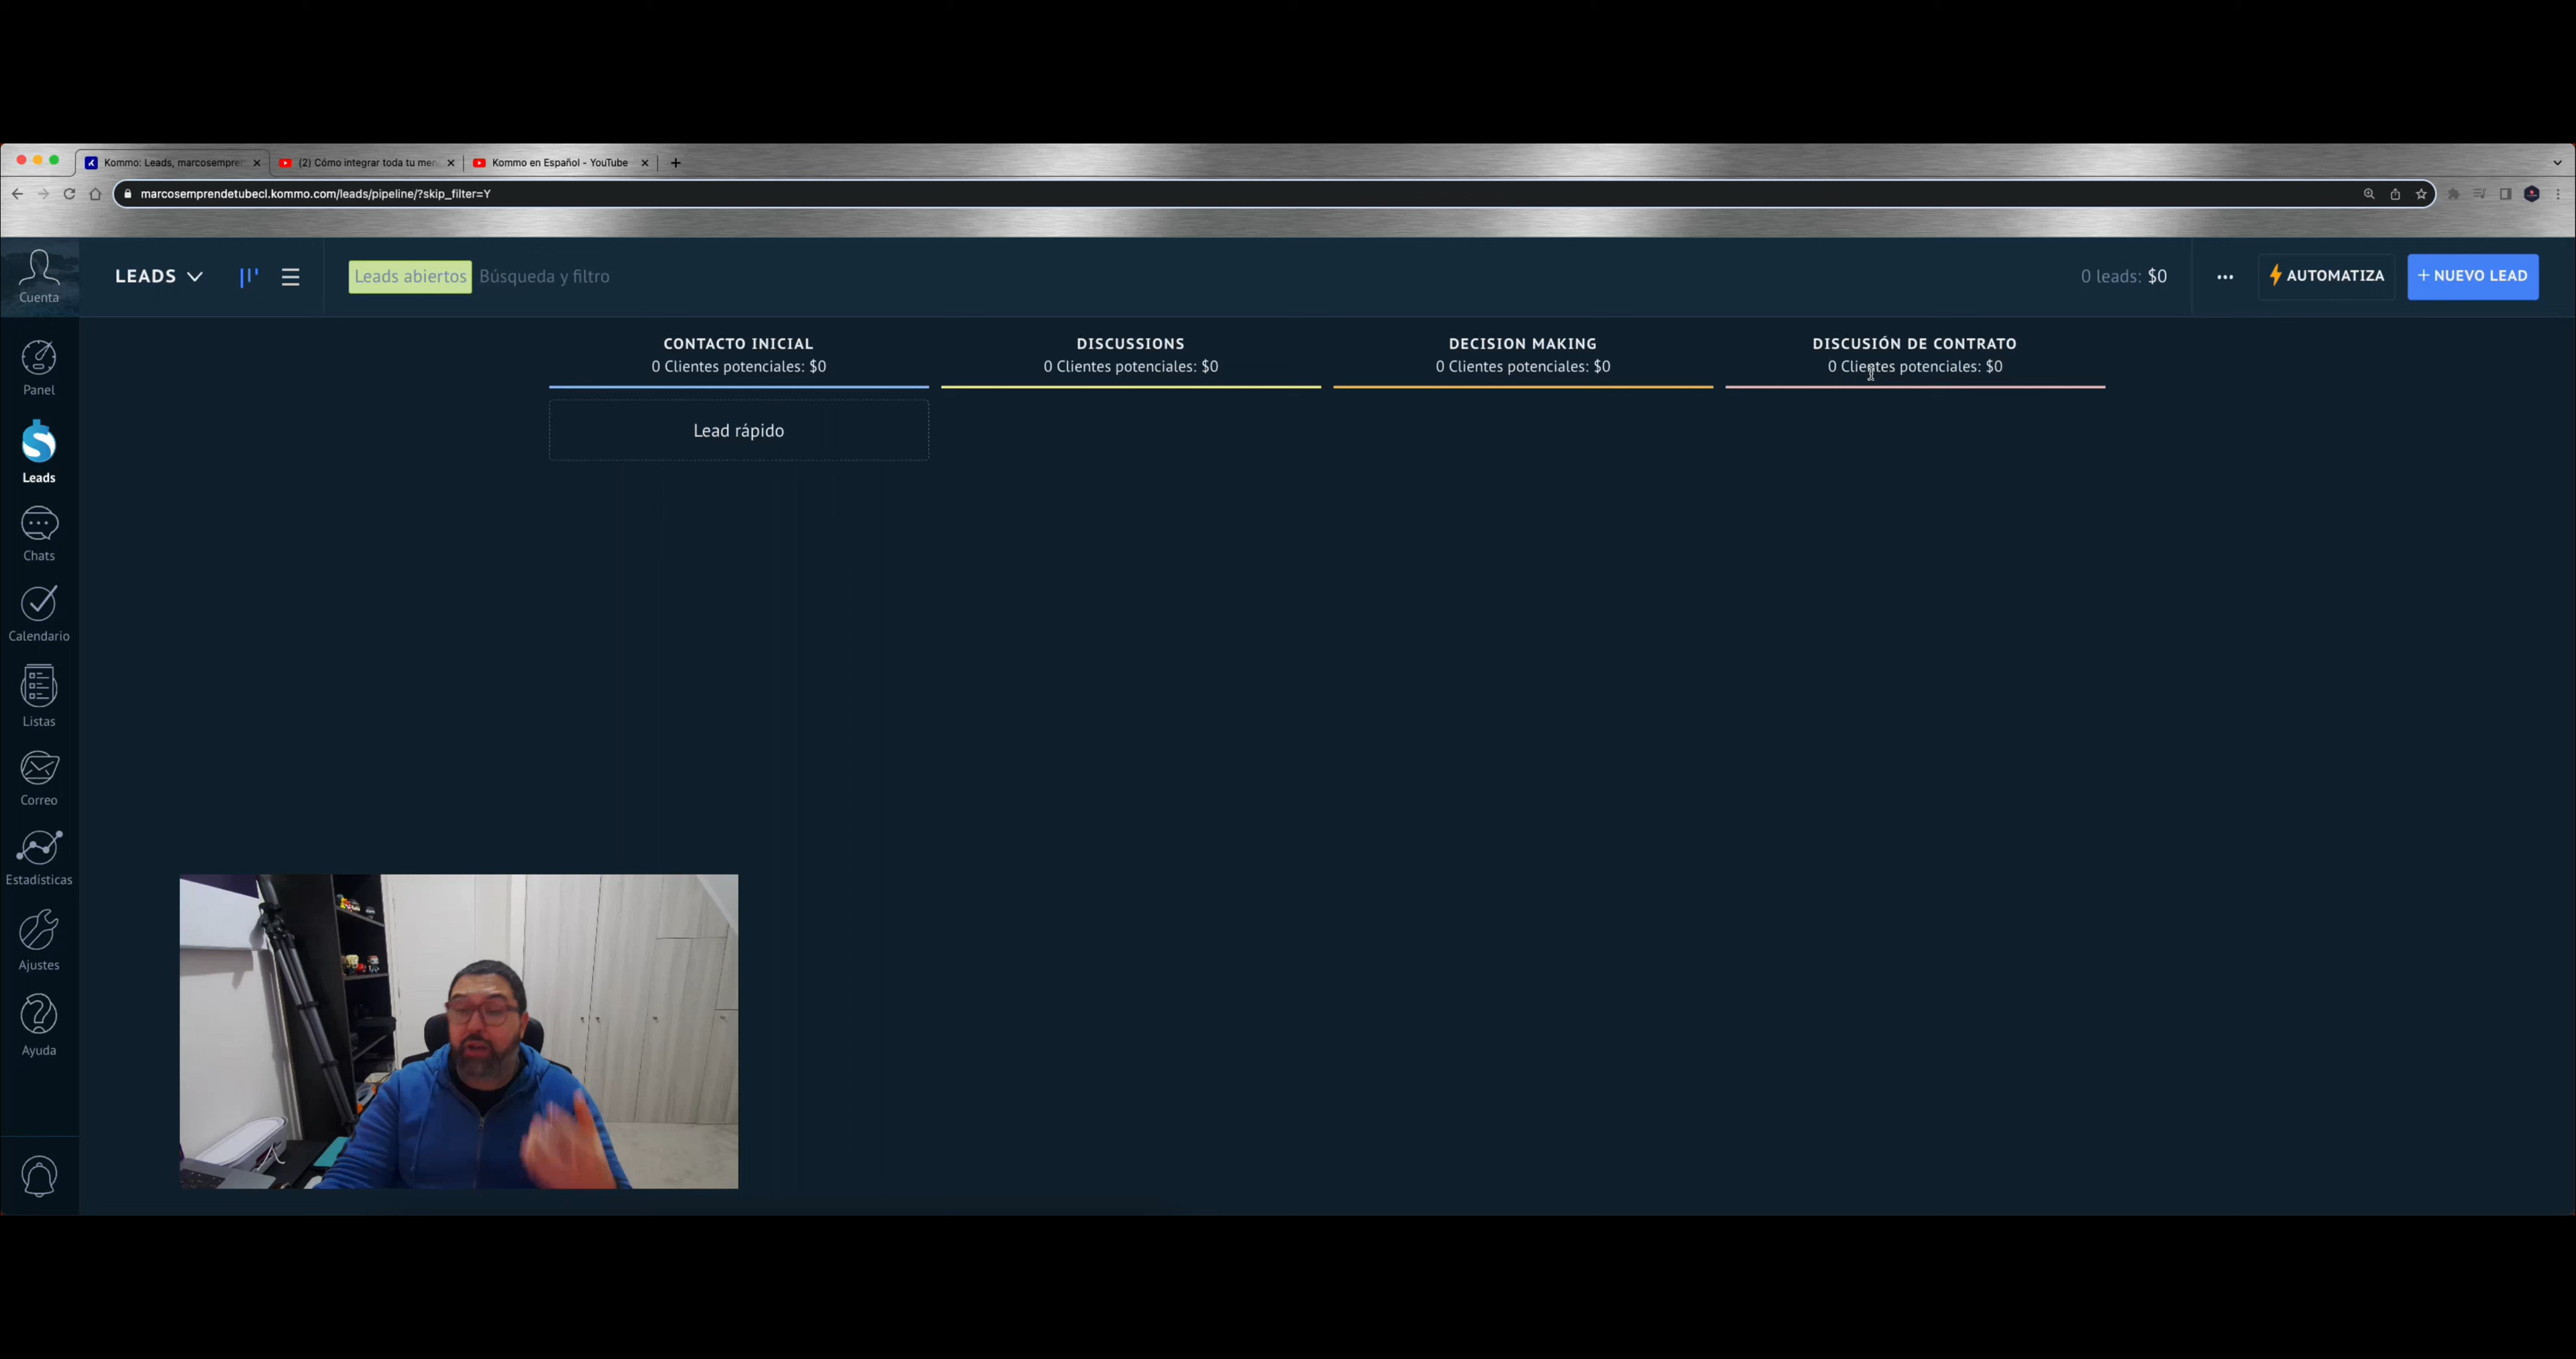 Kommo: Leads, marcosempre
(2) Cómo integrar toda tu men
Kommo en Español - YouTube
marcosemprendetubecl.kommo.com/leads/pipeline/?skip_filter=Y
Cuenta
LEADS
Leads abiertos
Búsqueda y filtro
0 leads: $0
AUTOMATIZA
+ NUEVO LEAD
CONTACTO INICIAL
0 Clientes potenciales: $0
DISCUSSIONS
0 Clientes potenciales: $0
DECISION MAKING
0 Clientes potenciales: $0
DISCUSIÓN DE CONTRATO
0 Clientes potenciales: $0
Lead rápido
Panel
Leads
Chats
Calendario
Listas
Correo
Estadísticas
Ajustes
Ayuda